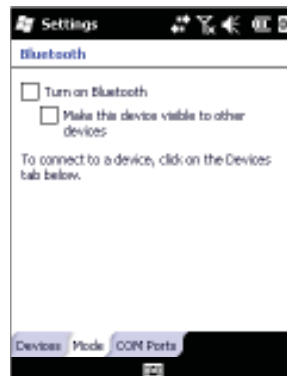 Settings
Bluetooth
Turn on Bluetooth
Make this device visible to other
devices
To connect to a device, click on the Devices
tab below.
Devices Mode COM Ports